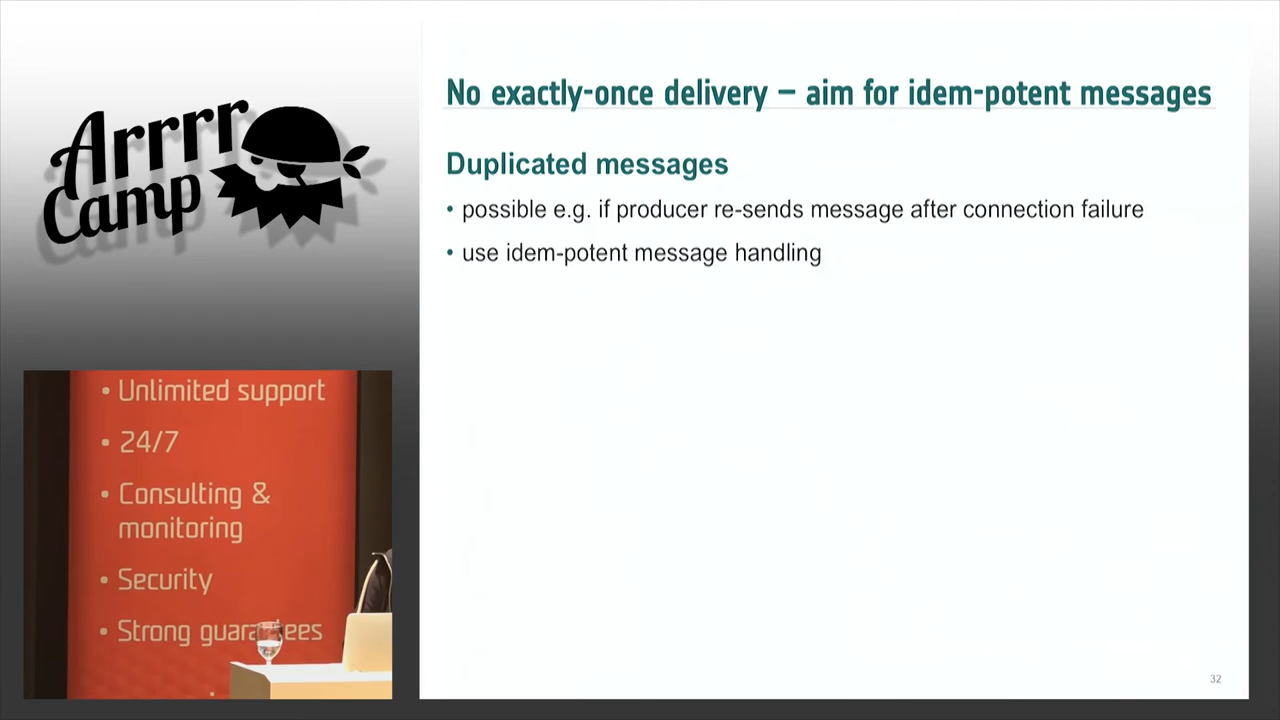 Arrrr
Camp
No exactly-once delivery – aim for idem-potent messages
Duplicated messages
• possible e.g. if producer re-sends message after connection failure
• use idem-potent message handling
32
• Unlimited support
• 24/7
• Consulting &
monitoring
• Security
• Strong